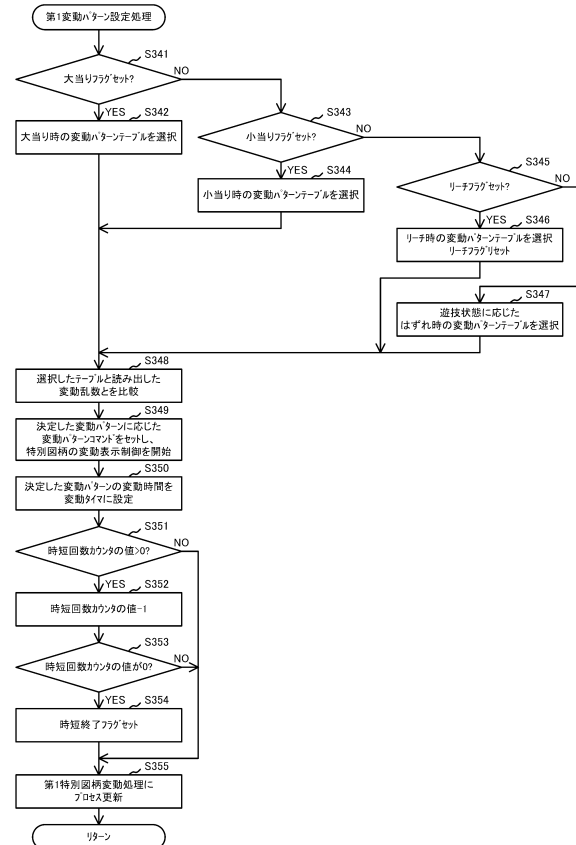 第1変動パターン設定処理
S341
大当りフラグセット?
NO
YES
S342
大当り時の変動パターンテーブルを選択
S343
小当りフラグセット?
NO
YES
S344
小当り時の変動パターンテーブルを選択
S345
リーチフラグセット?
NO
YES
S346
リーチ時の変動パターンテーブルを選択
リーチフラグリセット
S347
遊技状態に応じた
はずれ時の変動パターンテーブルを選択
S348
選択したテーブルと読み出した
変動乱数とを比較
S349
決定した変動パターンに応じた
変動パターンコマンドをセットし、
特別図柄の変動表示制御を開始
S350
決定した変動パターンの変動時間を
変動タイマに設定
S351
時短回数カウンタの値>0?
NO
YES
S352
時短回数カウンタの値-1
S353
時短回数カウンタの値が0?
NO
YES
S354
時短終了フラグセット
S355
第1特別図柄変動処理に
プロセス更新
リターン